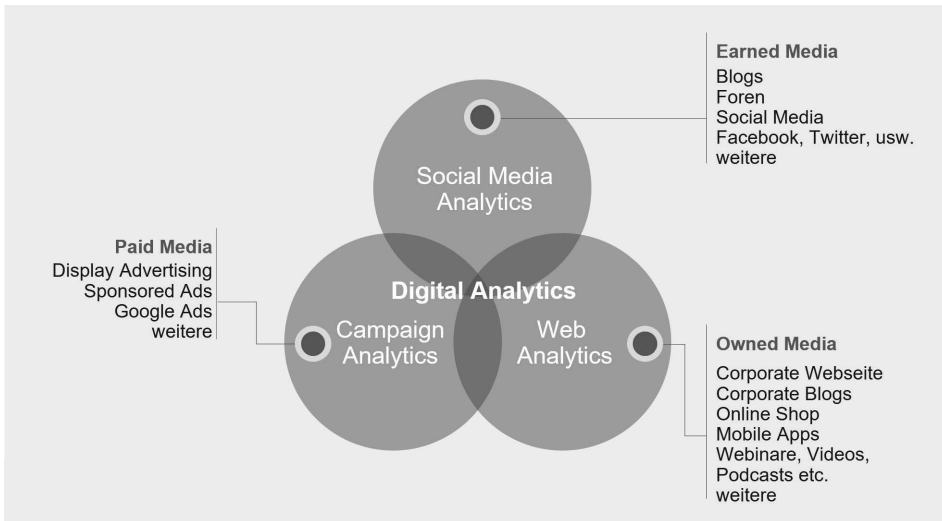 Earned Media
Blogs
Foren
Social Media
Facebook, Twitter, usw.
weitere
Social Media
Analytics
Paid Media
Display Advertising
Sponsored Ads
Google Ads
weitere
Digital Analytics
Campaign
Analytics
Web
Analytics
Owned Media
Corporate Webseite
Corporate Blogs
Online Shop
Mobile Apps
Webinare, Videos,
Podcasts etc.
weitere